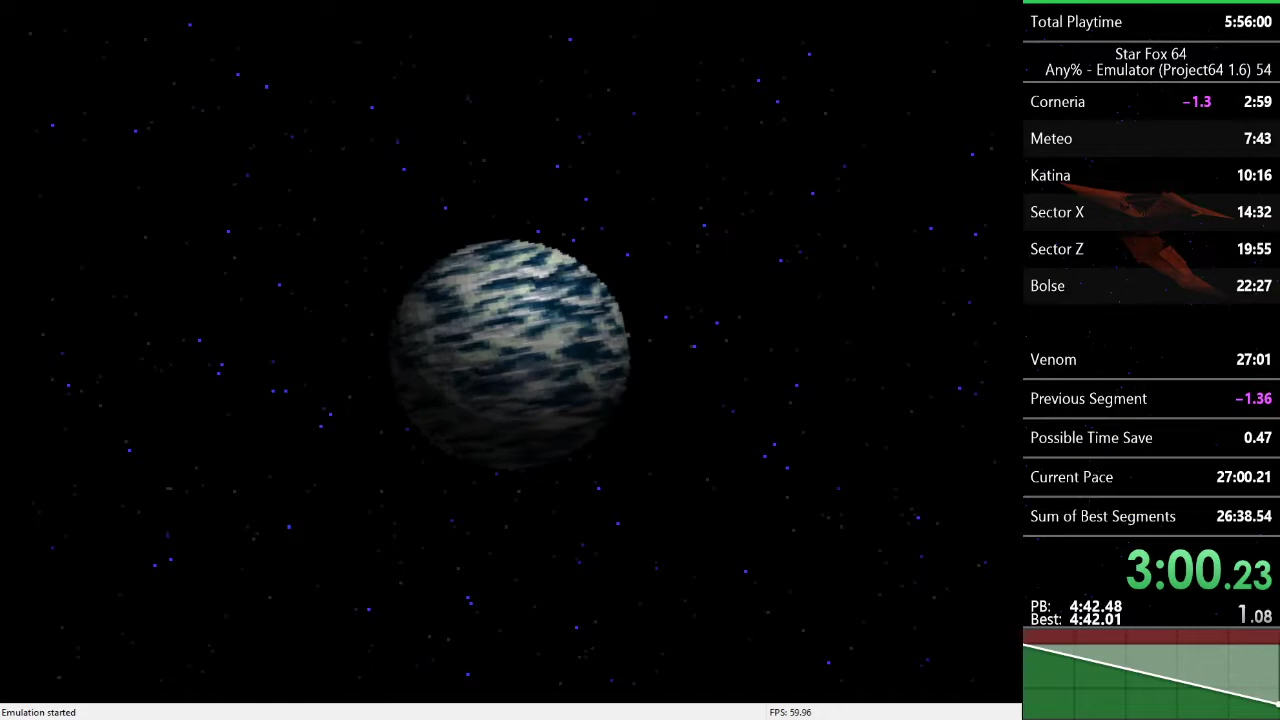 Total Playtime 5:56:00
Star Fox 64
Any% - Emulator (Project64 1.6) 54
Corneria −1.3 2:59
Meteo 7:43
Katina 10:16
Sector X 14:32
Sector Z 19:55
Bolse 22:27
Venom 27:01
Previous Segment −1.36
Possible Time Save 0.47
Current Pace 27:00.21
Sum of Best Segments 26:38.54
3:00.23
PB: 4:42.48 1.08
Best: 4:42.01
Emulation started FPS: 59.96